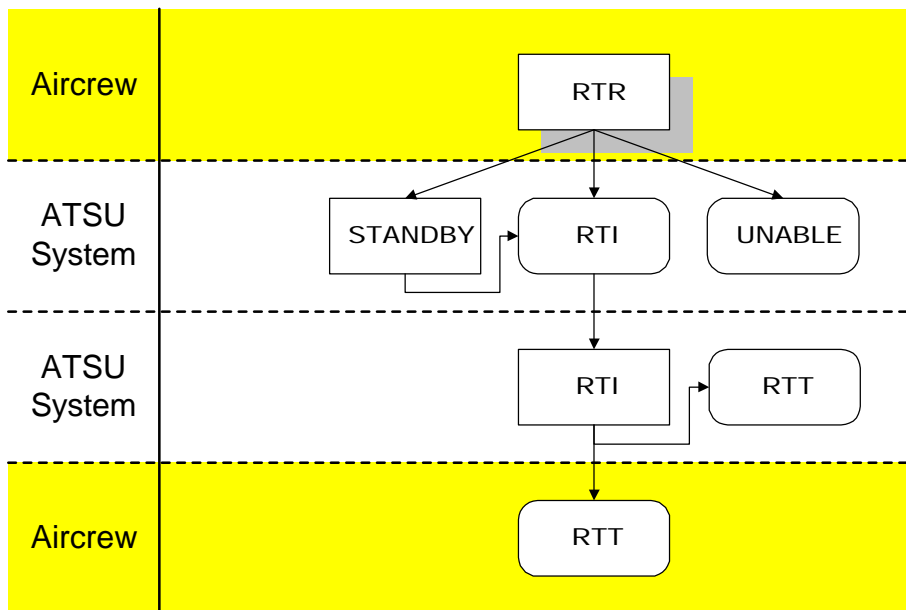 Aircrew
RTR
ATSU
System
STANDBY
RTI
UNABLE
ATSU
System
RTI
RTT
Aircrew
RTT